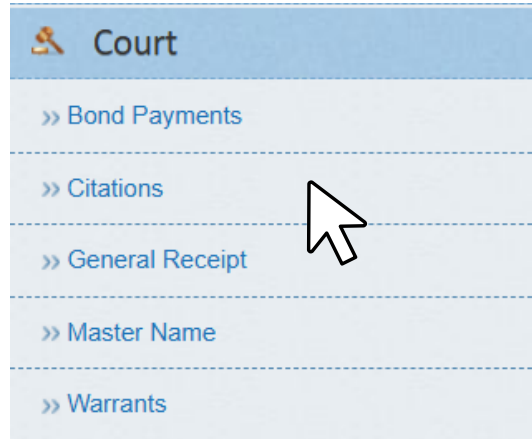 Court
» Bond Payments
» Citations
» General Receipt
» Master Name
» Warrants